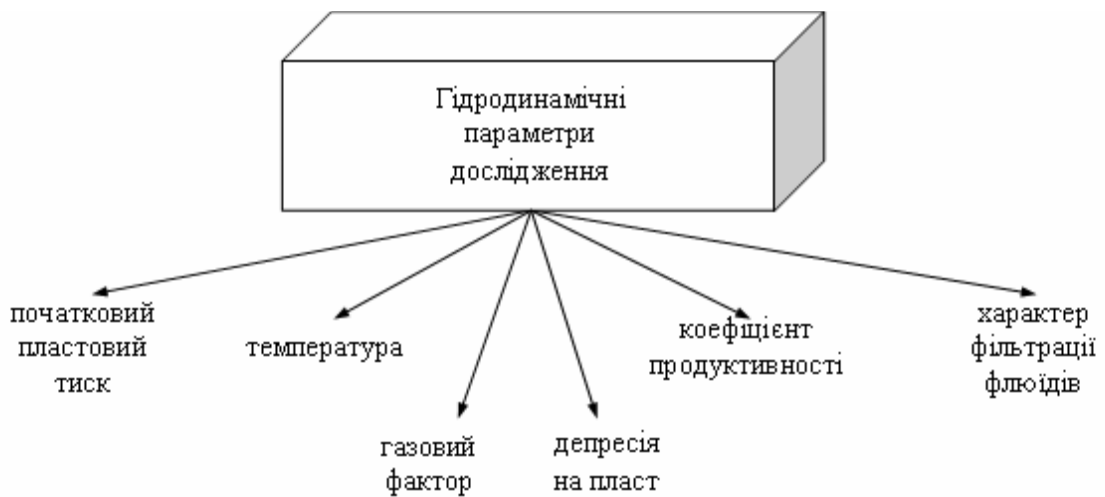 Гідродинамічні
параметри
дослідження
початковий
пластовий
тиск
температура
газовий
фактор
депресія
на пласт
коефіцієнт
продуктивності
характер
фільтрації
флюїдів